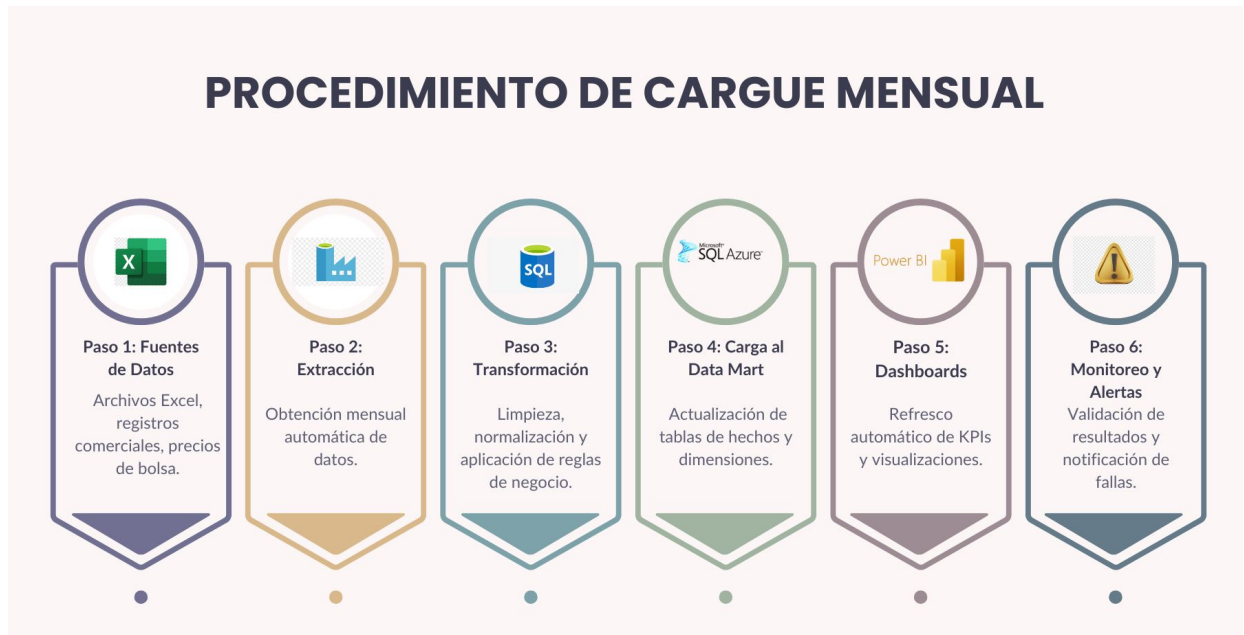 PROCEDIMIENTO DE CARGUE MENSUAL
X
Paso 1: Fuentes
de Datos
Archivos Excel,
registros
comerciales, precios
de bolsa.
Paso 2:
Extracción
Obtención mensual
automática de
datos.
SQL
Paso 3:
Transformación
Limpieza,
normalización y
aplicación de reglas
de negocio.
Microsoft®
SQL Azure™
Paso 4: Carga al
Data Mart
Actualización de
tablas de hechos y
dimensiones.
Power BI
Paso 5:
Dashboards
Refresco
automático de KPIs
y visualizaciones.
Paso 6:
Monitoreo y
Alertas
Validación de
resultados y
notificación de
fallas.